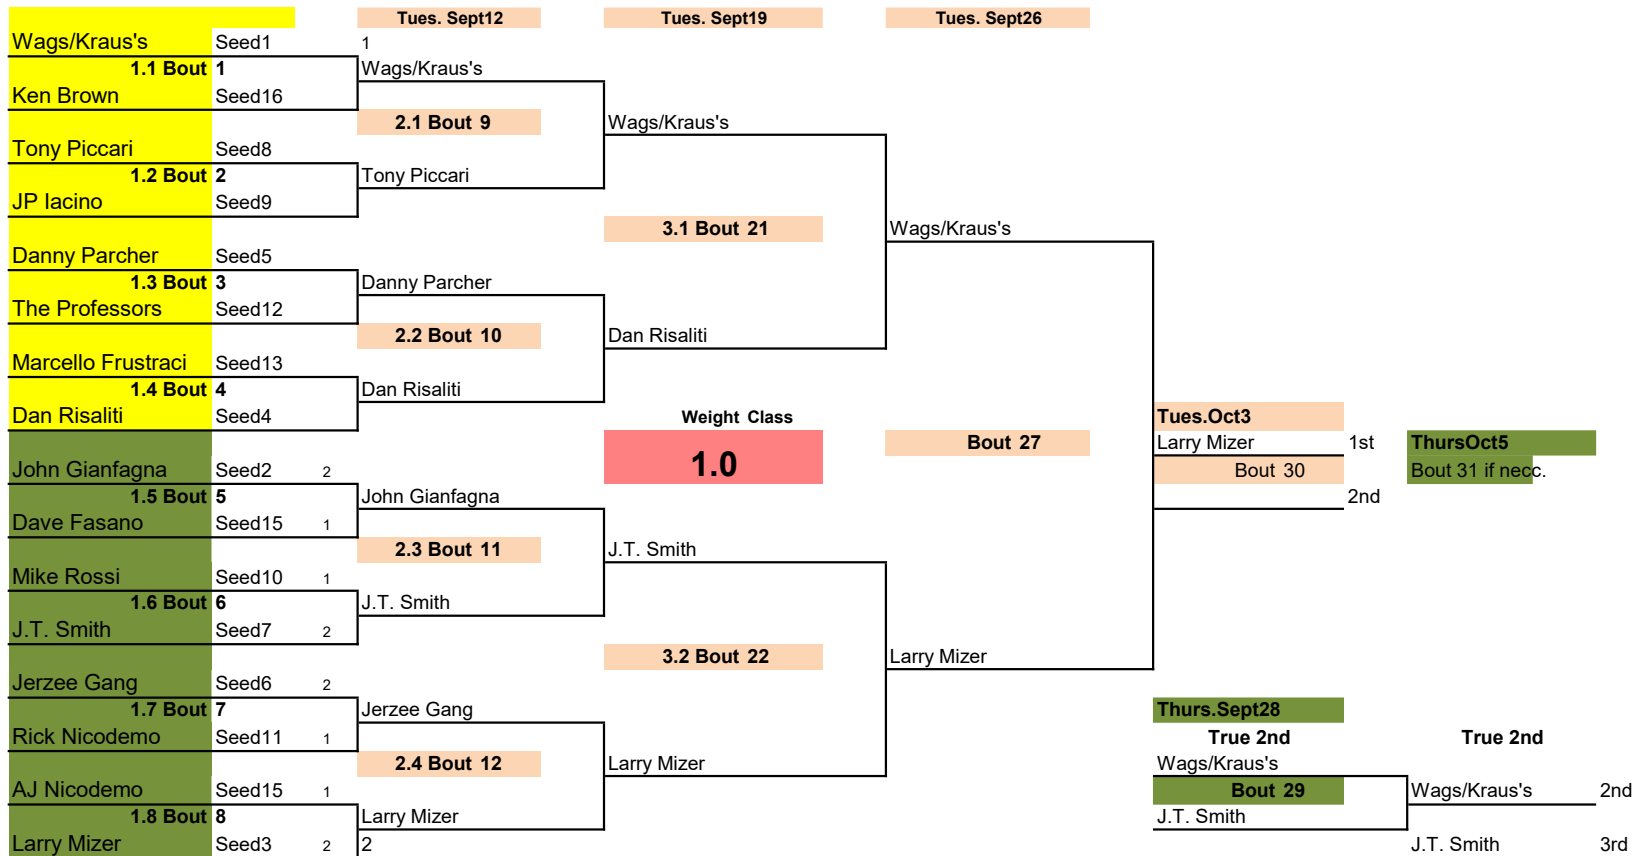 Tues. Sept12 Tues. Sept19 Tues. Sept26
Wags/Kraus's Seed1 1
1.1 Bout 1 Wags/Kraus's
Ken Brown Seed16
2.1 Bout 9 Wags/Kraus's
Tony Piccari Seed8
1.2 Bout 2 Tony Piccari
JP Iacino Seed9
3.1 Bout 21 Wags/Kraus's
Danny Parcher Seed5
1.3 Bout 3 Danny Parcher
The Professors Seed12
2.2 Bout 10 Dan Risaliti
Marcello Frustraci Seed13
1.4 Bout 4 Dan Risaliti
Dan Risaliti Seed4 Weight Class Tues.Oct3
1.0 Bout 27 Larry Mizer 1st ThursOct5
John Gianfagna Seed2 2 Bout 30 Bout 31 if necc.
1.5 Bout 5 John Gianfagna 2nd
Dave Fasano Seed15 1
2.3 Bout 11 J.T. Smith
Mike Rossi Seed10 1
1.6 Bout 6 J.T. Smith
J.T. Smith Seed7 2
3.2 Bout 22 Larry Mizer
Jerzee Gang Seed6 2
1.7 Bout 7 Jerzee Gang Thurs.Sept28
Rick Nicodemo Seed11 1 True 2nd True 2nd
2.4 Bout 12 Larry Mizer Wags/Kraus's
AJ Nicodemo Seed15 1 Bout 29 Wags/Kraus's 2nd
1.8 Bout 8 Larry Mizer J.T. Smith
Larry Mizer Seed3 2 2 J.T. Smith 3rd